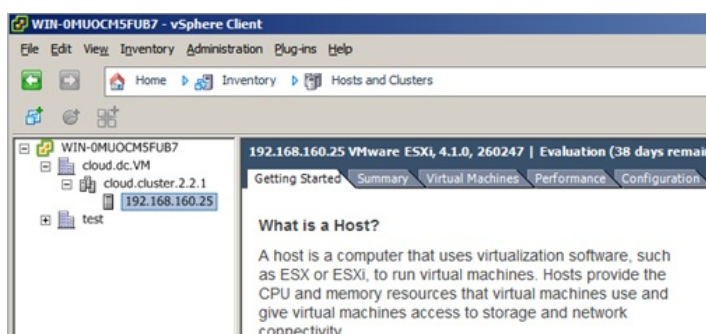 WIN-0MUOCM5FUB7 - vSphere Client
File Edit View Inventory Administration Plug-ins Help
Home Inventory Hosts and Clusters
WIN-0MUOCM5FUB7
cloud.dc.VM
cloud.cluster.2.2.1
192.168.160.25
test
192.168.160.25 VMware ESXi, 4.1.0, 260247 | Evaluation (38 days remai
Getting Started Summary Virtual Machines Performance Configuration
What is a Host?
A host is a computer that uses virtualization software, such
as ESX or ESXi, to run virtual machines. Hosts provide the
CPU and memory resources that virtual machines use and
give virtual machines access to storage and network
connectivity.